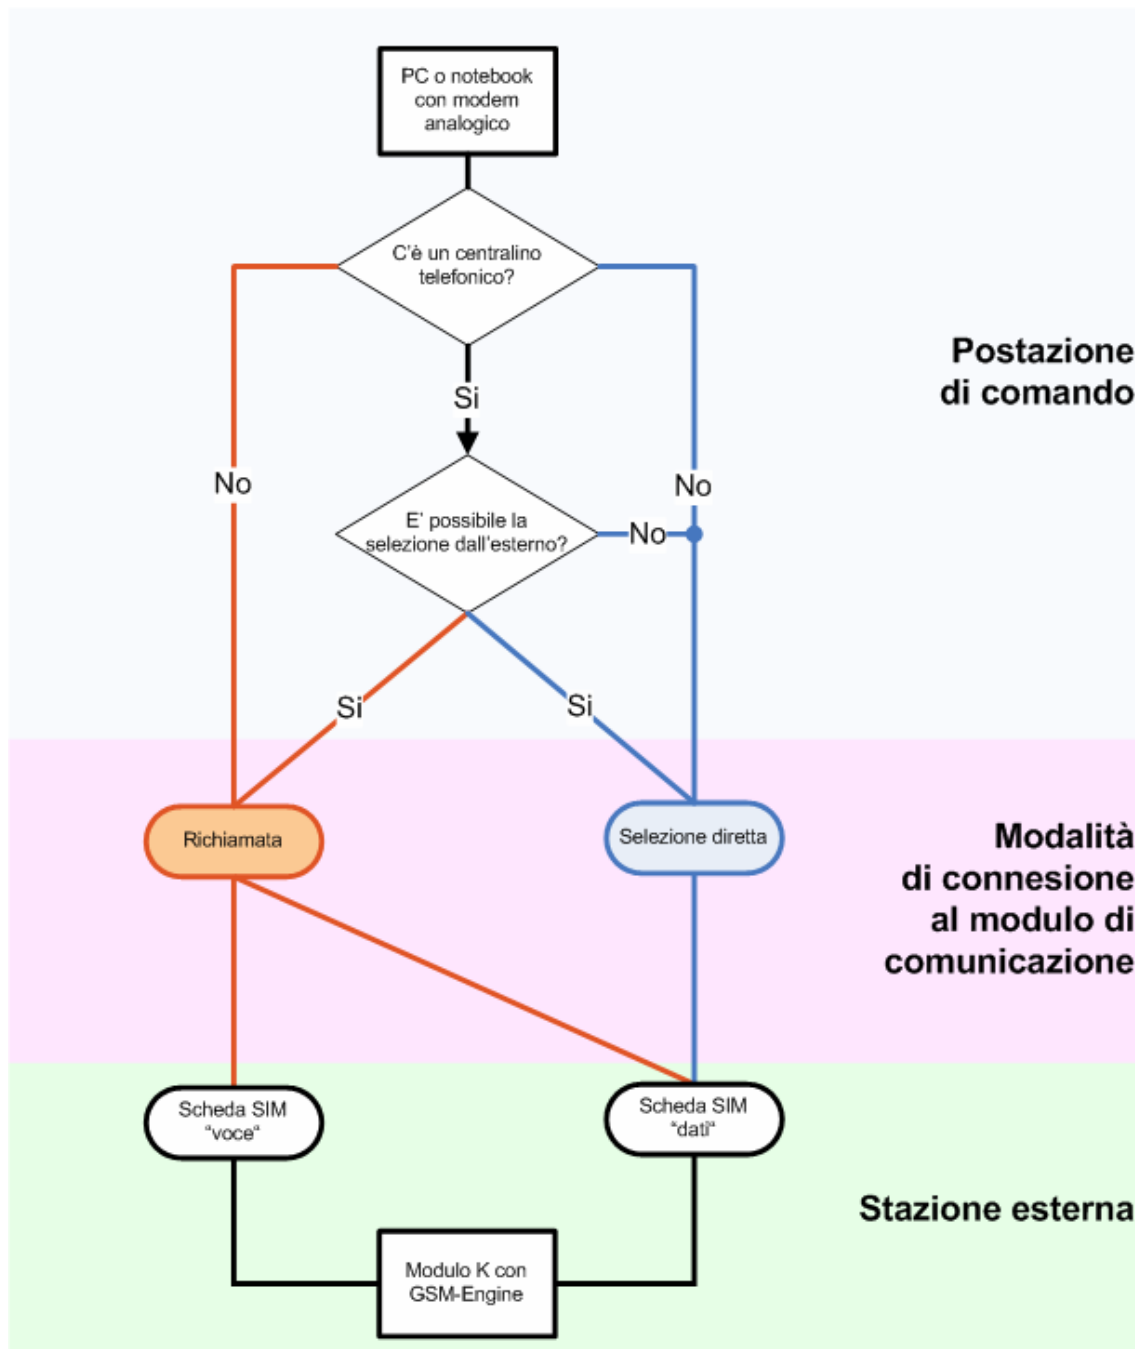 PC o notebook
con modem
analogico
C'è un centralino
telefonico?
Postazione
di comando
Si
No
No
E' possibile la
selezione dall'esterno?
No
Si
Si
Richiamata
Selezione diretta
Modalità
di connesione
al modulo di
comunicazione
Scheda SIM
“voce“
Scheda SIM
“dati“
Stazione esterna
Modulo K con
GSM-Engine